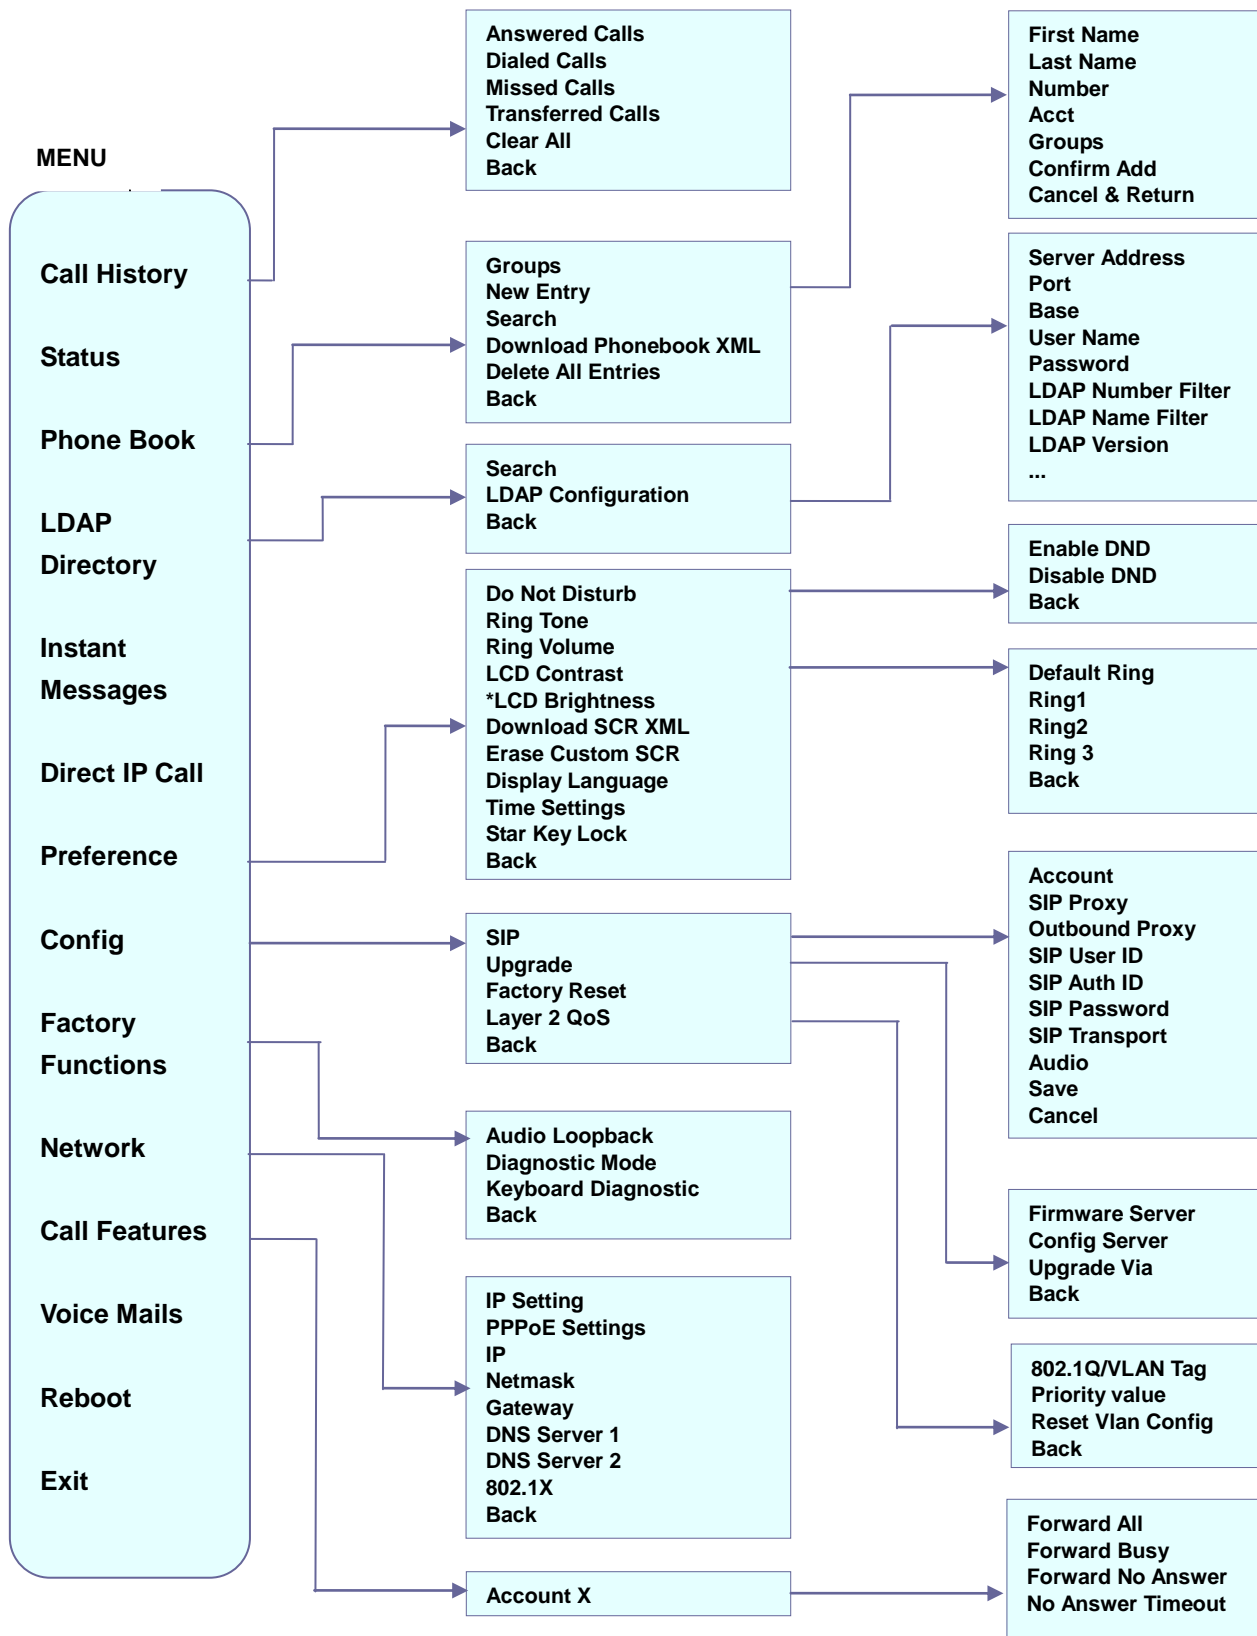 MENU
Call History
Status
Phone Book
LDAP
Directory
Instant
Messages
Direct IP Call
Preference
Config
Factory
Functions
Network
Call Features
Voice Mails
Reboot
Exit
Answered Calls
Dialed Calls
Missed Calls
Transferred Calls
Clear All
Back
Groups
New Entry
Search
Download Phonebook XML
Delete All Entries
Back
Search
LDAP Configuration
Back
Do Not Disturb
Ring Tone
Ring Volume
LCD Contrast
*LCD Brightness
Download SCR XML
Erase Custom SCR
Display Language
Time Settings
Star Key Lock
Back
SIP
Upgrade
Factory Reset
Layer 2 QoS
Back
Audio Loopback
Diagnostic Mode
Keyboard Diagnostic
Back
IP Setting
PPPoE Settings
IP
Netmask
Gateway
DNS Server 1
DNS Server 2
802.1X
Back
Account X
First Name
Last Name
Number
Acct
Groups
Confirm Add
Cancel & Return
Server Address
Port
Base
User Name
Password
LDAP Number Filter
LDAP Name Filter
LDAP Version
...
Enable DND
Disable DND
Back
Default Ring
Ring1
Ring2
Ring 3
Back
Account
SIP Proxy
Outbound Proxy
SIP User ID
SIP Auth ID
SIP Password
SIP Transport
Audio
Save
Cancel
Firmware Server
Config Server
Upgrade Via
Back
802.1Q/VLAN Tag
Priority value
Reset Vlan Config
Back
Forward All
Forward Busy
Forward No Answer
No Answer Timeout